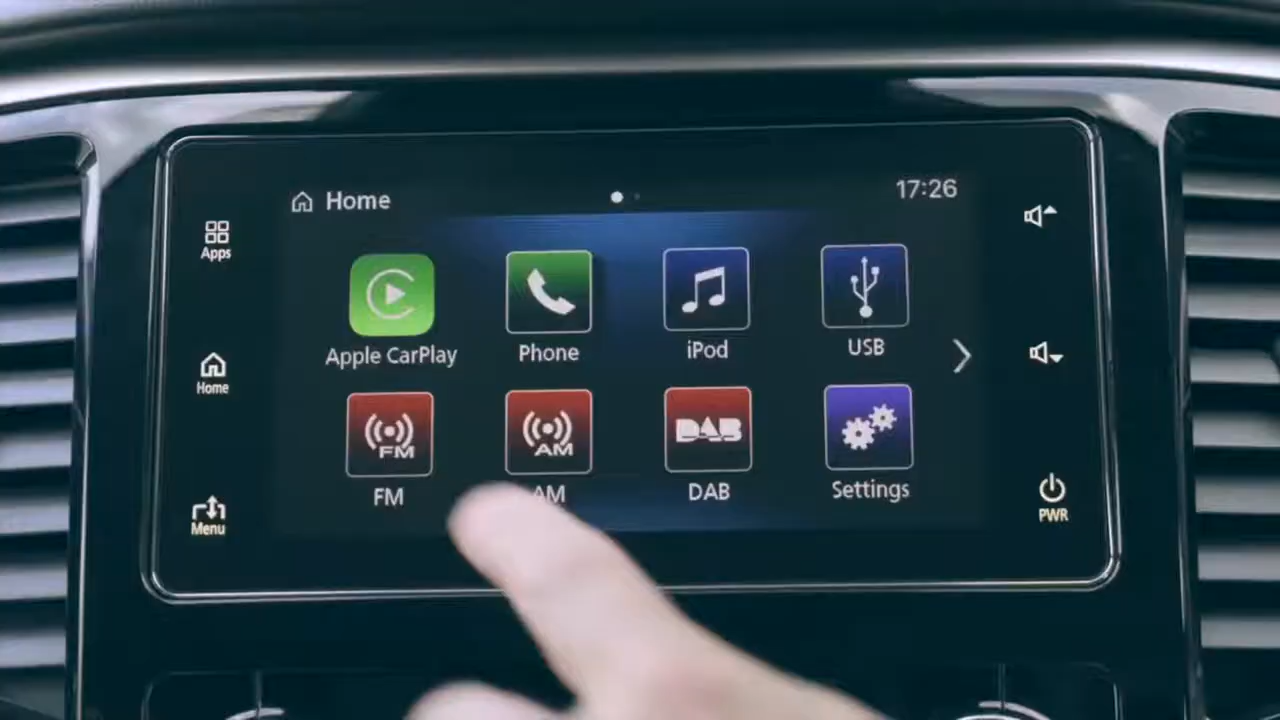 Home
17:26
Apps
Apple CarPlay
Phone
iPod
USB
Home
FM
AM
DAB
FM
AM
DAB
Settings
Menu
PWR